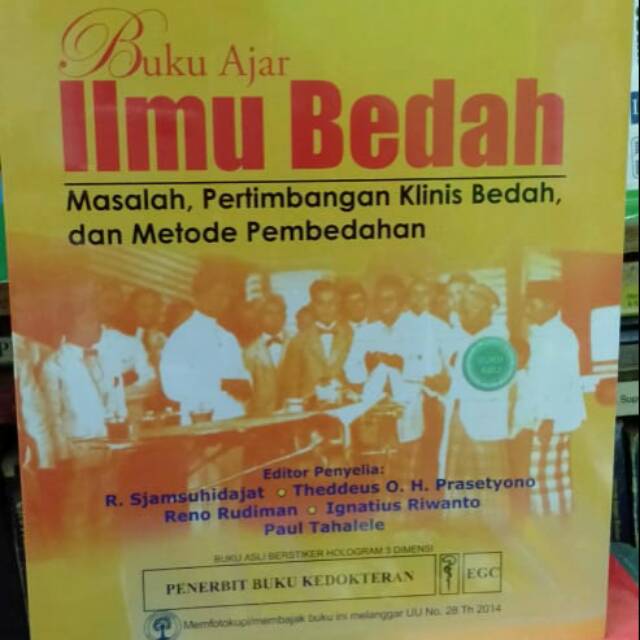 Buku Ajar
Ilmu Bedah
Masalah, Pertimbangan Klinis Bedah,
dan Metode Pembedahan
Editor Penyelia:
R. Sjamsuhidajat • Theddeus O. H. Prasetyono
Reno Rudiman • Ignatius Riwanto
Paul Tahalele
BUKU ASLI BERSTIKER HOLOGRAM 3 DIMENSI
PENERBIT BUKU KEDOKTERAN EGC
Memfotokopi/membajak buku ini melanggar UU No. 28 Th 2014